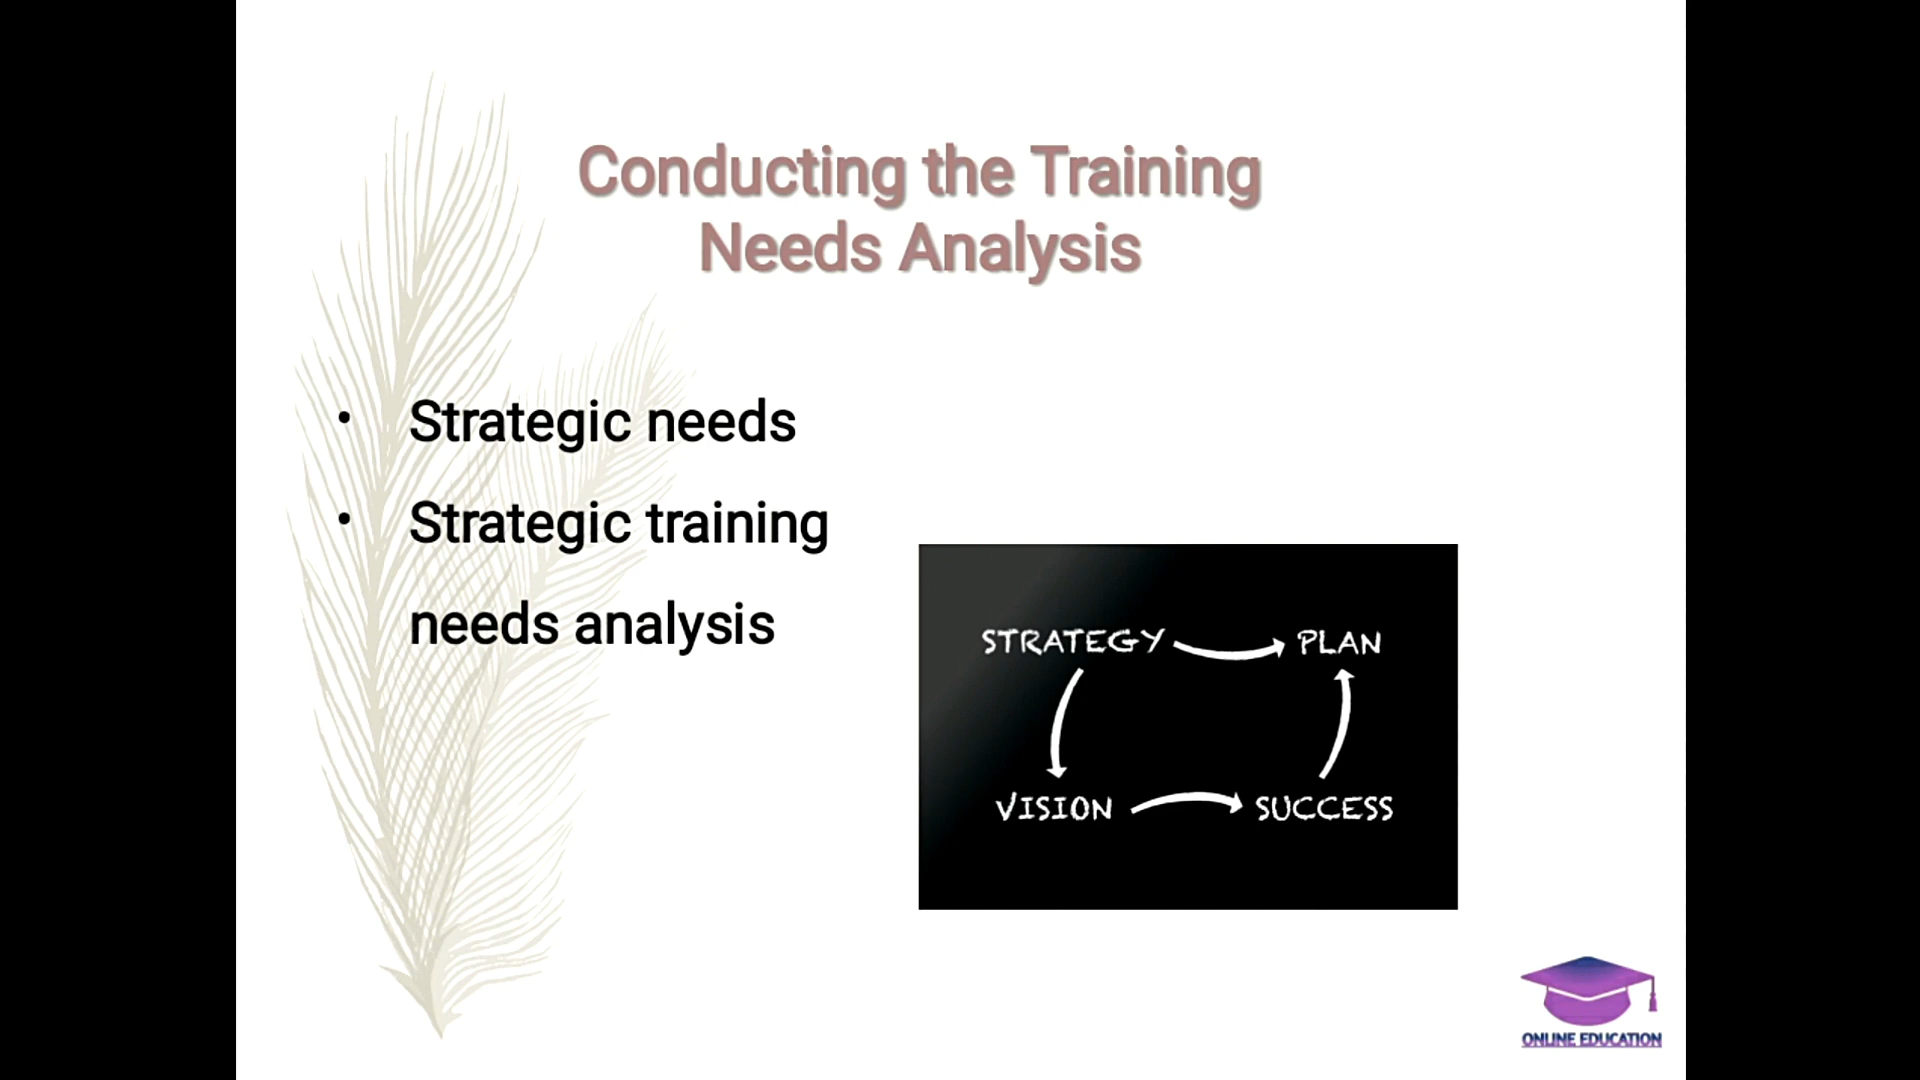 Conducting the Training
Needs Analysis
• Strategic needs
• Strategic training
needs analysis
STRATEGY PLAN
VISION SUCCESS
ONLINE EDUCATION